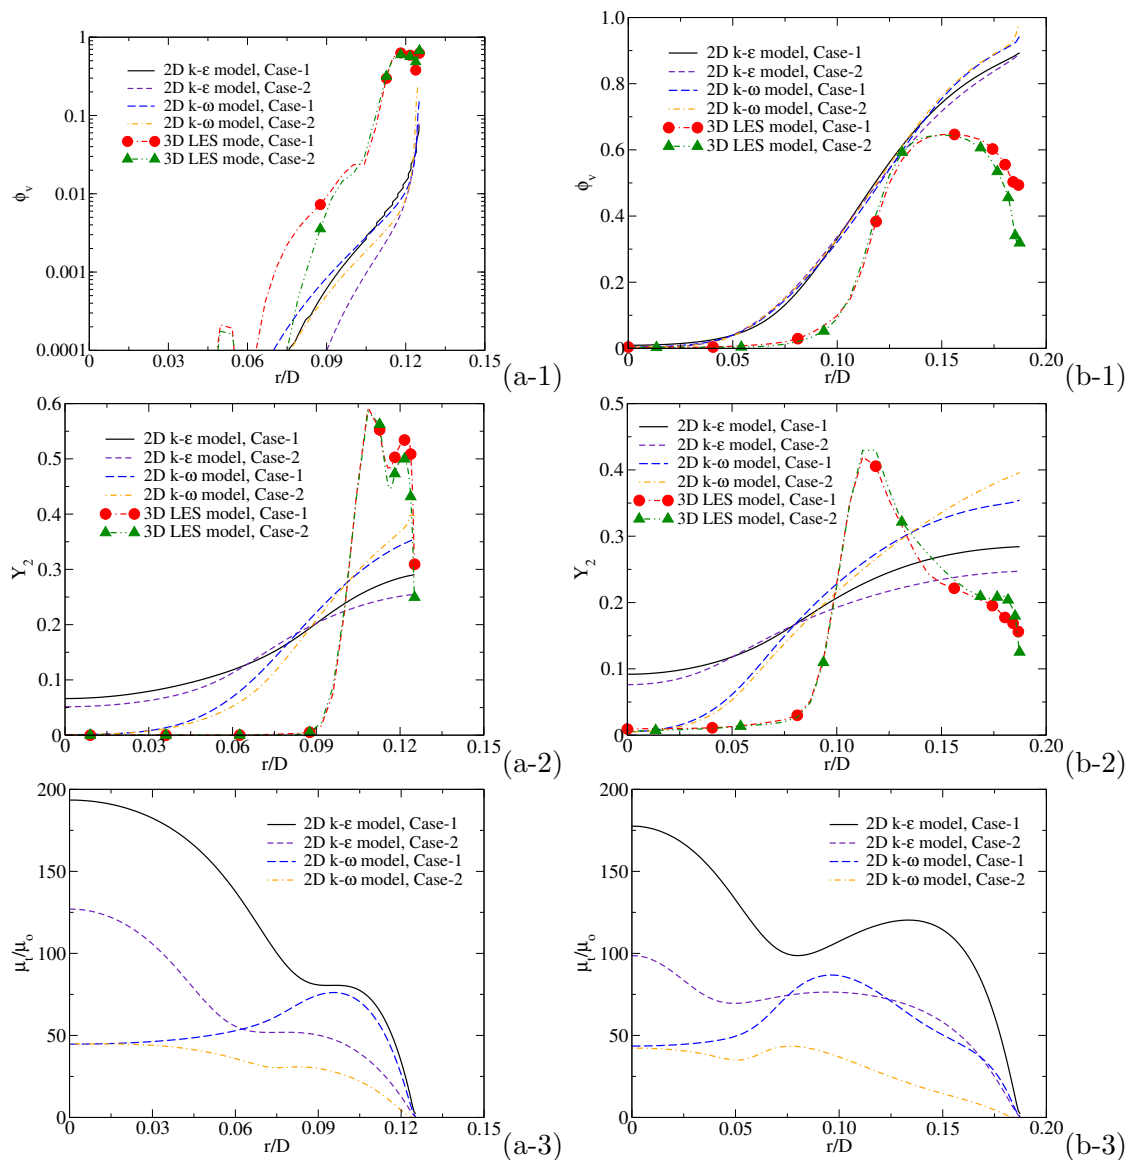 1
0.1
0.01
0.001
0.0001
ϕv
2D k-ε model, Case-1
2D k-ε model, Case-2
2D k-ω model, Case-1
2D k-ω model, Case-2
3D LES model, Case-1
3D LES mode, Case-2
0 0.03 0.06 0.09 0.12 0.15
r/D
(a-1)
1
0.8
0.6
0.4
0.2
0
ϕv
2D k-ε model, Case-1
2D k-ε model, Case-2
2D k-ω model, Case-1
2D k-ω model, Case-2
3D LES model, Case-1
3D LES model, Case-2
0 0.05 0.10 0.15 0.20
r/D
(b-1)
0.6
0.5
0.4
0.3
0.2
0.1
0
Y2
2D k-ε model, Case-1
2D k-ε model, Case-2
2D k-ω model, Case-1
2D k-ω model, Case-2
3D LES model, Case-1
3D LES model, Case-2
0 0.03 0.06 0.09 0.12 0.15
r/D
(a-2)
0.5
0.4
0.3
0.2
0.1
0
Y2
2D k-ε model, Case-1
2D k-ε model, Case-2
2D k-ω model, Case-1
2D k-ω model, Case-2
3D LES model, Case-1
3D LES model, Case-2
0 0.05 0.10 0.15 0.20
r/D
(b-2)
200
150
100
50
0
μt/μo
2D k-ε model, Case-1
2D k-ε model, Case-2
2D k-ω model, Case-1
2D k-ω model, Case-2
0 0.03 0.06 0.09 0.12 0.15
r/D
(a-3)
200
150
100
50
0
μt/μo
2D k-ε model, Case-1
2D k-ε model, Case-2
2D k-ω model, Case-1
2D k-ω model, Case-2
0 0.05 0.10 0.15 0.20
r/D
(b-3)